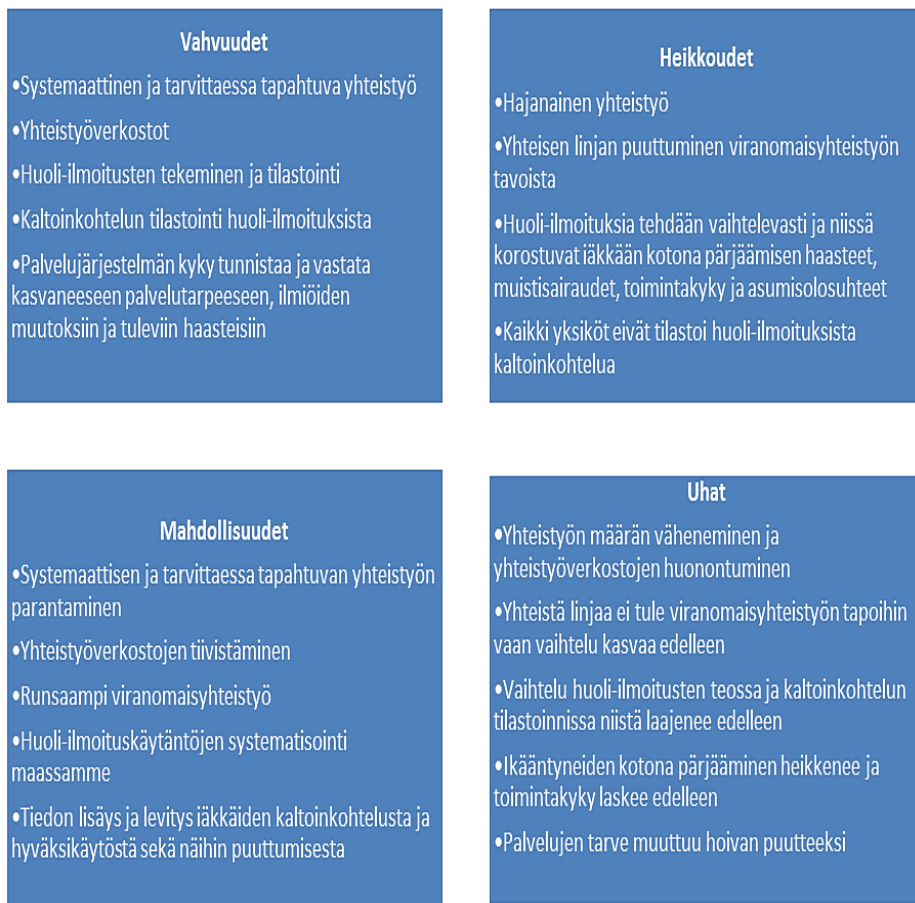 Vahvuudet
•Systemaattinen ja tarvittaessa tapahtuva yhteistyö
•Yhteistyöverkostot
•Huoli-ilmoitusten tekeminen ja tilastointi
•Kaltoinkohtelun tilastointi huoli-ilmoituksista
•Palvelujärjestelmän kyky tunnistaa ja vastata
kasvaneeseen palvelutarpeeseen, ilmiöiden
muutoksiin ja tuleviin haasteisiin
Heikkoudet
•Hajanainen yhteistyö
•Yhteisen linjan puuttuminen viranomaisyhteistyön
tavoista
•Huoli-ilmoituksia tehdään vaihtelevasti ja niissä
korostuvat iäkkään kotona pärjäämisen haasteet,
muistisairaudet, toimintakyky ja asumisolosuhteet
•Kaikki yksiköt eivät tilastoi huoli-ilmoituksista
kaltoinkohtelua
Mahdollisuudet
•Systemaattisen ja tarvittaessa tapahtuvan yhteistyön
parantaminen
•Yhteistyöverkostojen tiivistäminen
•Runsaampi viranomaisyhteistyö
•Huoli-ilmoituskäytäntöjen systematisointi
maassamme
•Tiedon lisäys ja levitys iäkkäiden kaltoinkohtelusta ja
hyväksikäytöstä sekä näihin puuttumisesta
Uhat
•Yhteistyön määrän väheneminen ja
yhteistyöverkostojen huonontuminen
•Yhteistä linjaa ei tule viranomaisyhteistyön tapoihin
vaan vaihtelu kasvaa edelleen
•Vaihtelu huoli-ilmoitusten teossa ja kaltoinkohtelun
tilastoinnissa niistä laajenee edelleen
•Ikääntyneiden kotona pärjääminen heikkenee ja
toimintakyky laskee edelleen
•Palvelujen tarve muuttuu hoivan puutteeksi